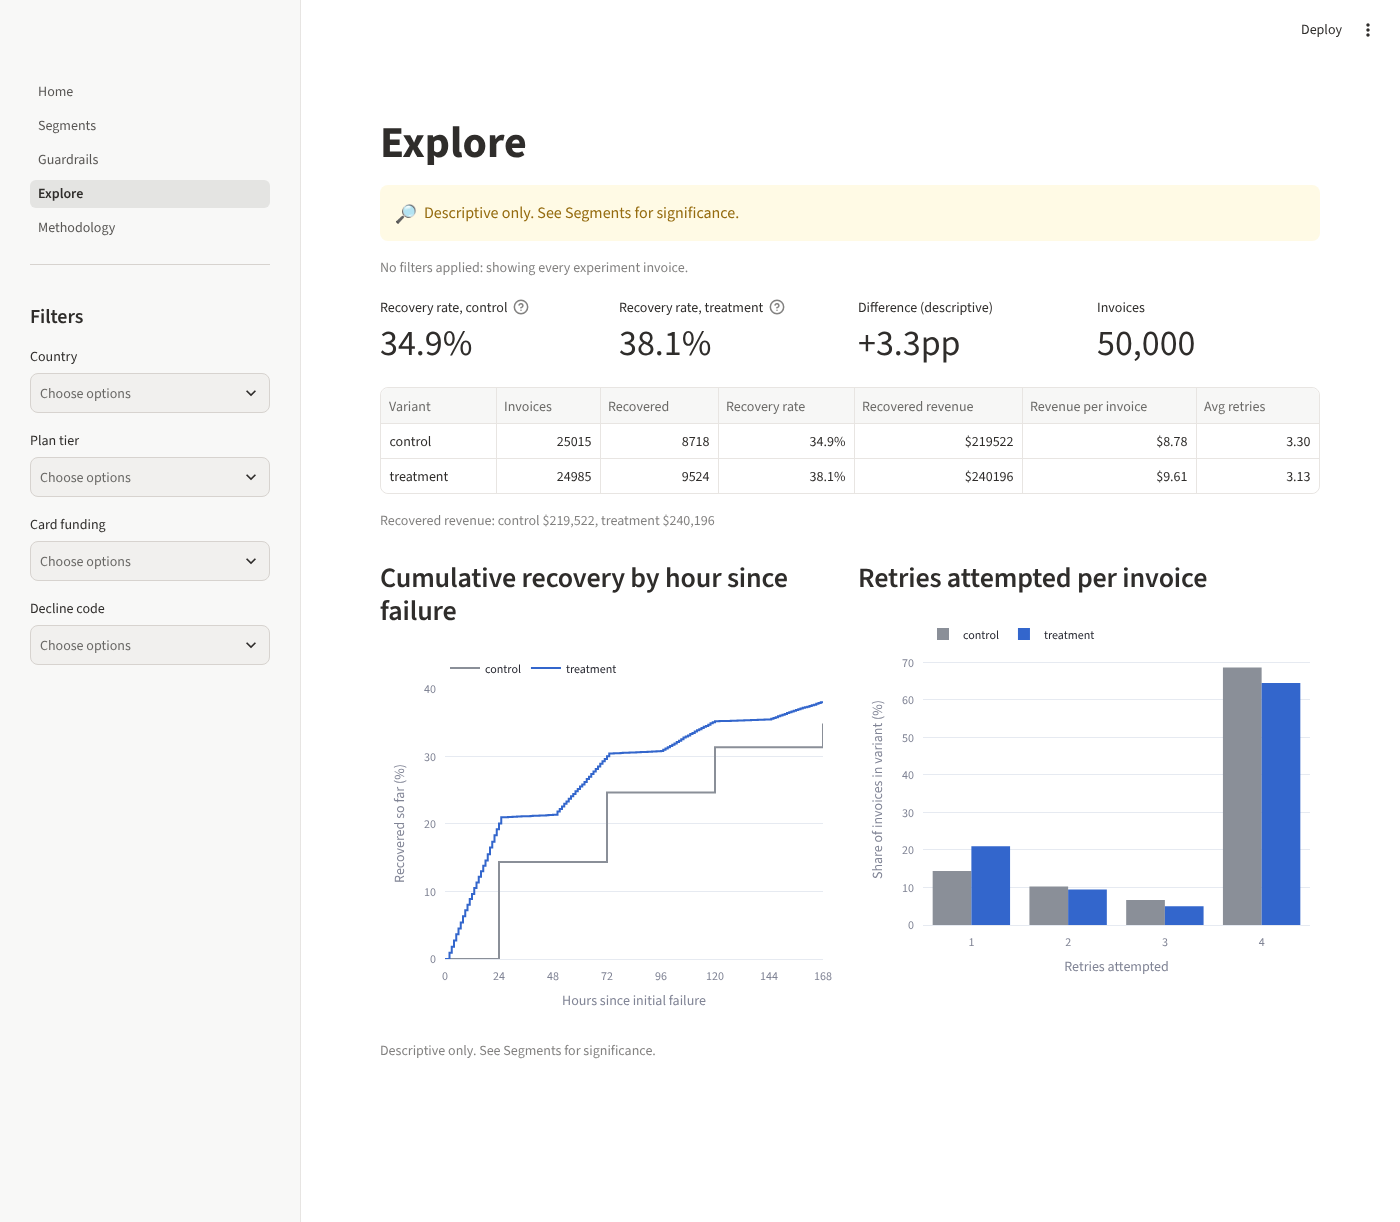 Deploy
Home
Segments
Guardrails
Explore
Methodology
Filters
Country
Choose options
Plan tier
Choose options
Card funding
Choose options
Decline code
Choose options
Explore
🔎 Descriptive only. See Segments for significance.
No filters applied: showing every experiment invoice.
Recovery rate, control
34.9%
Recovery rate, treatment
38.1%
Difference (descriptive)
+3.3pp
Invoices
50,000
Variant Invoices Recovered Recovery rate Recovered revenue Revenue per invoice Avg retries
control 25015 8718 34.9% $219522 $8.78 3.30
treatment 24985 9524 38.1% $240196 $9.61 3.13
Recovered revenue: control $219,522, treatment $240,196
Cumulative recovery by hour since
failure
control treatment
Recovered so far (%)
40
30
20
10
0
0 24 48 72 96 120 144 168
Hours since initial failure
Retries attempted per invoice
control treatment
Share of invoices in variant (%)
70
60
50
40
30
20
10
0
1 2 3 4
Retries attempted
Descriptive only. See Segments for significance.